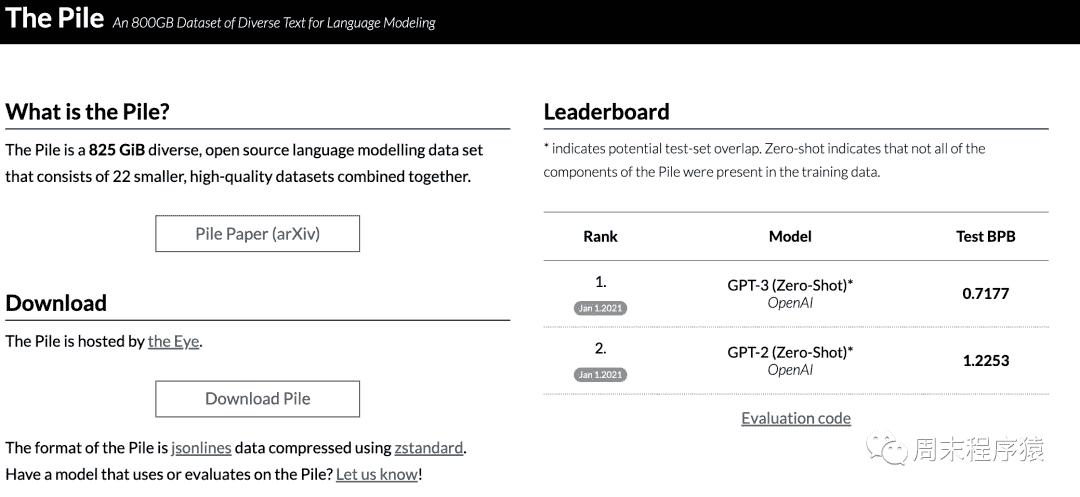 The Pile An 800GB Dataset of Diverse Text for Language Modeling
What is the Pile?
The Pile is a 825 GiB diverse, open source language modelling data set
that consists of 22 smaller, high-quality datasets combined together.
Pile Paper (arXiv)
Download
The Pile is hosted by the Eye.
Download Pile
The format of the Pile is jsonlines data compressed using zstandard.
Have a model that uses or evaluates on the Pile? Let us know!
Leaderboard
* indicates potential test-set overlap. Zero-shot indicates that not all of the
components of the Pile were present in the training data.
Rank Model Test BPB
1. GPT-3 (Zero-Shot)* 0.7177
Jan 1.2021 OpenAI
2. GPT-2 (Zero-Shot)* 1.2253
Jan 1.2021 OpenAI
Evaluation code
周末程序猿